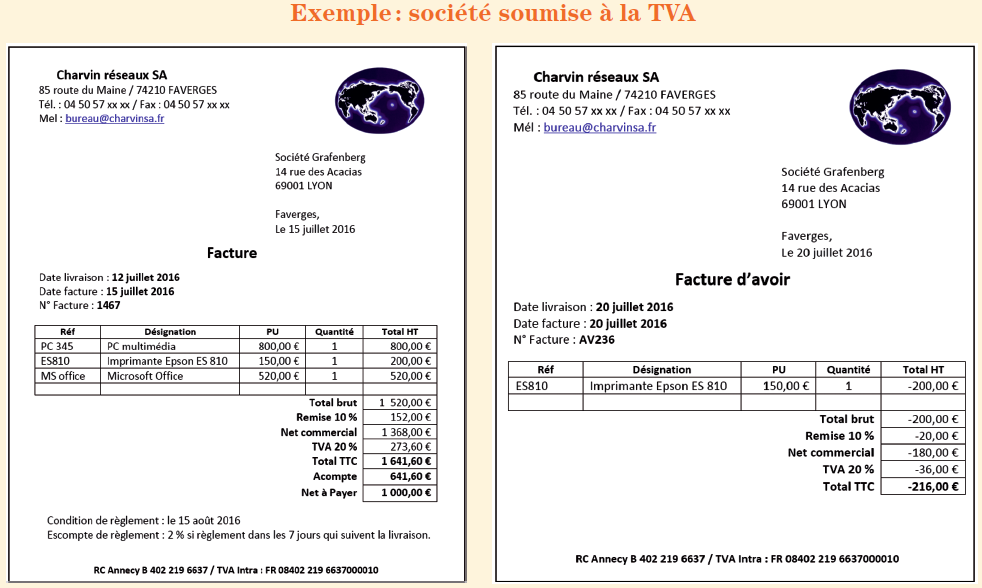 Exemple : société soumise à la TVA
Charvin réseaux SA
85 route du Maine / 74210 FAVERGES
Tél. : 04 50 57 xx xx / Fax : 04 50 57 xx xx
Mel : bureau@charvinsa.fr
Société Grafenberg
14 rue des Acacias
69001 LYON
Faverges,
Le 15 juillet 2016
Facture
Date livraison : 12 juillet 2016
Date facture : 15 juillet 2016
N° Facture : 1467
Réf Désignation PU Quantité Total HT
PC 345 PC multimédia 800,00 € 1 800,00 €
ES810 Imprimante Epson ES 810 150,00 € 1 200,00 €
MS office Microsoft Office 520,00 € 1 520,00 €
Total brut 1 520,00 €
Remise 10 % 152,00 €
Net commercial 1 368,00 €
TVA 20 % 273,60 €
Total TTC 1 641,60 €
Acompte 641,60 €
Net à Payer 1 000,00 €
Condition de règlement : le 15 août 2016
Escompte de règlement : 2 % si règlement dans les 7 jours qui suivent la livraison.
RC Annecy B 402 219 6637 / TVA Intra : FR 08402 219 6637000010
Charvin réseaux SA
85 route du Maine / 74210 FAVERGES
Tél. : 04 50 57 xx xx / Fax : 04 50 57 xx xx
Mél : bureau@charvinsa.fr
Société Grafenberg
14 rue des Acacias
69001 LYON
Faverges,
Le 20 juillet 2016
Facture d'avoir
Date livraison : 20 juillet 2016
Date facture : 20 juillet 2016
N° Facture : AV236
Réf Désignation PU Quantité Total HT
ES810 Imprimante Epson ES 810 150,00 € 1 -200,00 €
Total brut -200,00 €
Remise 10 % -20,00 €
Net commercial -180,00 €
TVA 20 % -36,00 €
Total TTC -216,00 €
RC Annecy B 402 219 6637 / TVA Intra : FR 08402 219 6637000010